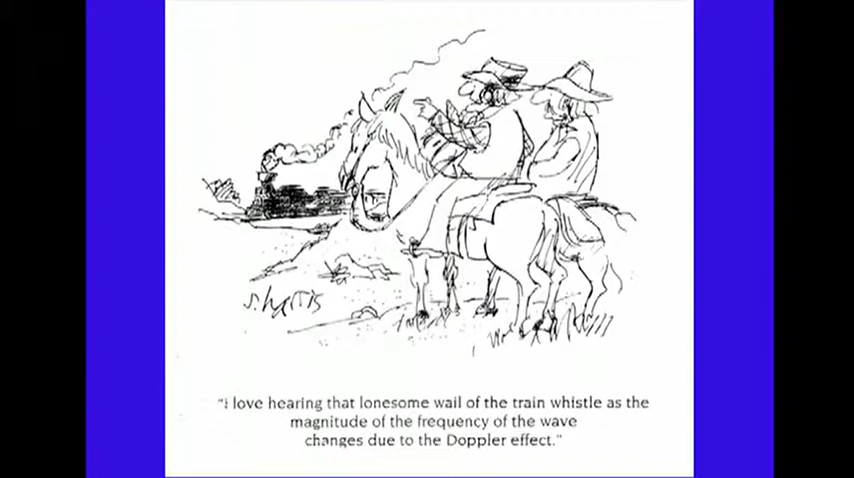 S. harris
"I love hearing that lonesome wail of the train whistle as the
magnitude of the frequency of the wave
changes due to the Doppler effect."